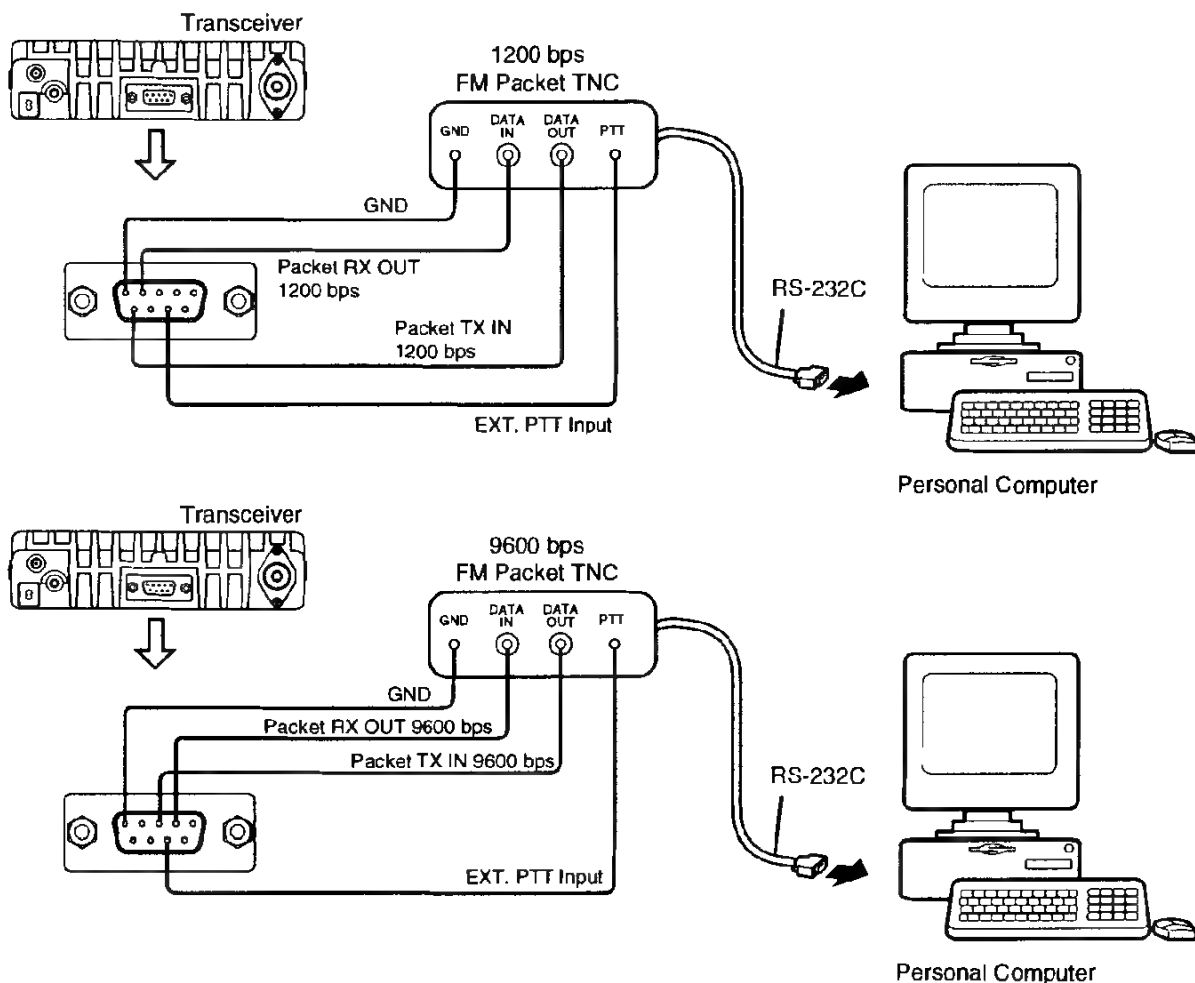 Transceiver
1200 bps
FM Packet TNC
GND
DATA
IN
DATA
OUT
PTT
GND
Packet RX OUT
1200 bps
Packet TX IN
1200 bps
EXT. PTT Input
RS-232C
Personal Computer
Transceiver
9600 bps
FM Packet TNC
GND
DATA
IN
DATA
OUT
PTT
GND
Packet RX OUT 9600 bps
Packet TX IN 9600 bps
EXT. PTT Input
RS-232C
Personal Computer